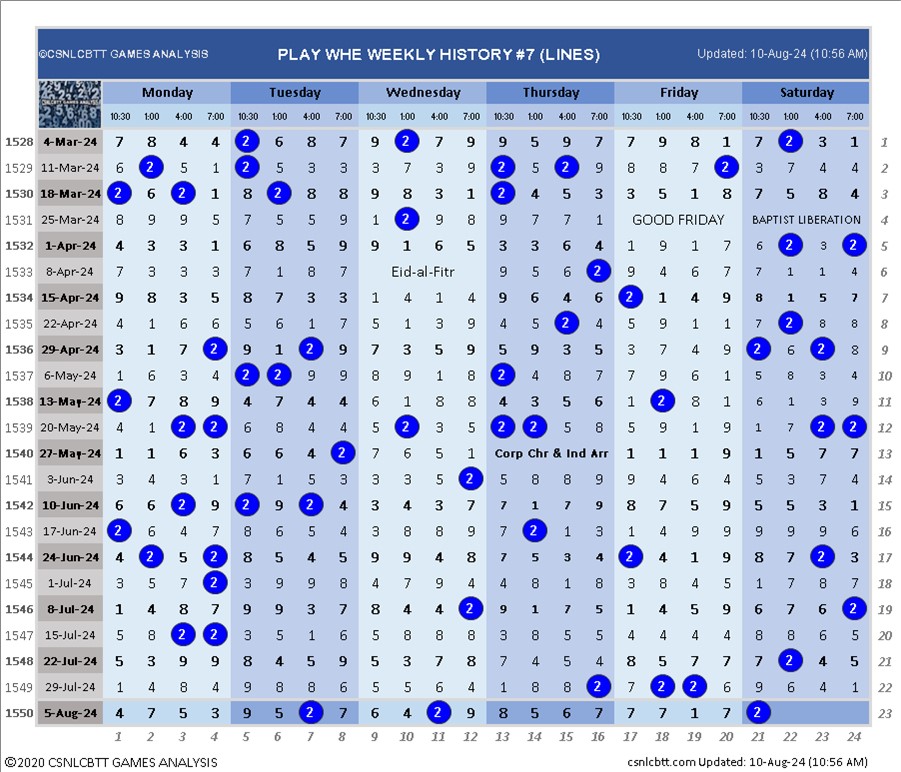 ©CSNLCBTT GAMES ANALYSIS PLAY WHE WEEKLY HISTORY #7 (LINES) Updated: 10-Aug-24 (10:56 AM)
Monday Tuesday Wednesday Thursday Friday Saturday
10:30 1:00 4:00 7:00 10:30 1:00 4:00 7:00 10:30 1:00 11:00 12:00 10:30 1:00 4:00 7:00 10:30 1:00 4:00 7:00 10:30 1:00 4:00 7:00
1528 4-Mar-24 7 8 4 4 2 6 8 7 9 2 7 9 9 5 9 7 7 9 8 1 7 2 3 1 1
1529 11-Mar-24 6 2 5 1 2 5 3 3 3 7 3 9 2 5 2 9 8 8 7 2 3 7 4 4 2
1530 18-Mar-24 2 6 2 1 8 2 8 8 9 8 3 1 2 4 5 3 3 5 1 8 7 5 8 4 3
1531 25-Mar-24 8 9 9 5 7 5 5 9 1 2 9 8 9 7 7 1 GOOD FRIDAY BAPTIST LIBERATION 4
1532 1-Apr-24 4 3 3 1 6 8 5 9 9 1 6 5 3 3 6 4 1 9 1 7 6 2 3 2 5
1533 8-Apr-24 7 3 3 3 7 1 8 7 Eid-al-Fitr 9 5 6 2 9 4 6 7 7 1 1 4 6
1534 15-Apr-24 9 8 3 5 8 7 3 3 1 4 1 4 9 6 4 6 2 1 4 9 8 1 5 7 7
1535 22-Apr-24 4 1 6 6 5 6 1 7 5 1 3 9 4 5 2 4 5 9 1 1 7 2 8 8 8
1536 29-Apr-24 3 1 7 2 9 1 2 9 7 3 5 9 5 9 3 5 3 7 4 9 2 6 2 8 9
1537 6-May-24 1 6 3 4 2 2 9 9 8 9 1 8 2 4 8 7 7 9 6 1 5 8 3 4 10
1538 13-May-24 2 7 8 9 4 7 4 4 6 1 8 8 4 3 5 6 1 2 8 1 6 1 3 9 11
1539 20-May-24 4 1 2 2 6 8 4 4 5 2 3 5 2 2 5 8 5 9 1 9 1 7 2 2 12
1540 27-May-24 1 1 6 3 6 6 4 2 7 6 5 1 Corp Chr & Ind Arr 1 1 1 9 1 5 7 7 13
1541 3-Jun-24 3 4 3 1 7 1 5 3 3 3 5 2 5 8 8 9 9 4 6 4 5 3 7 4 14
1542 10-Jun-24 6 6 2 9 2 9 2 4 3 4 5 7 7 1 7 9 8 7 5 9 5 5 3 1 15
1543 17-Jun-24 2 6 4 7 8 6 5 4 3 8 8 9 7 2 1 3 1 4 8 9 9 9 9 6 16
1544 24-Jun-24 4 2 5 2 8 5 4 5 9 9 4 8 7 5 3 4 2 4 1 9 8 7 2 3 17
1545 1-Jul-24 3 5 7 2 3 9 9 8 4 7 9 4 4 8 1 8 3 8 4 5 1 7 8 7 18
1546 8-Jul-24 1 4 8 7 9 9 3 7 8 4 4 2 9 1 7 5 1 4 5 9 6 7 6 2 19
1547 15-Jul-24 5 8 2 2 3 5 1 6 5 8 8 8 3 8 5 5 4 4 4 4 8 8 6 5 20
1548 22-Jul-24 5 3 9 9 8 4 5 9 5 3 7 8 7 4 5 4 8 5 7 7 7 2 4 5 21
1549 29-Jul-24 1 4 8 4 9 8 8 6 5 5 6 4 1 8 8 2 7 2 2 6 9 6 4 1 22
1550 5-Aug-24 4 7 5 3 9 5 2 7 6 4 2 9 8 5 6 7 7 7 1 7 2 23
1 2 3 4 5 6 7 8 9 10 11 12 13 14 15 16 17 18 19 20 21 22 23 24
©2020 CSNLCBTT GAMES ANALYSIS csnlcbtt.com Updated: 10-Aug-24 (10:56 AM)